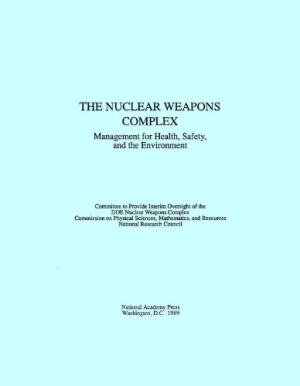 THE NUCLEAR WEAPONS
COMPLEX
Management for Health, Safety,
and the Environment
Committee to Provide Interim Oversight of the
DOE Nuclear Weapons Complex
Commission on Physical Sciences, Mathematics, and Resources
National Research Council
National Academy Press
Washington, D.C. 1989